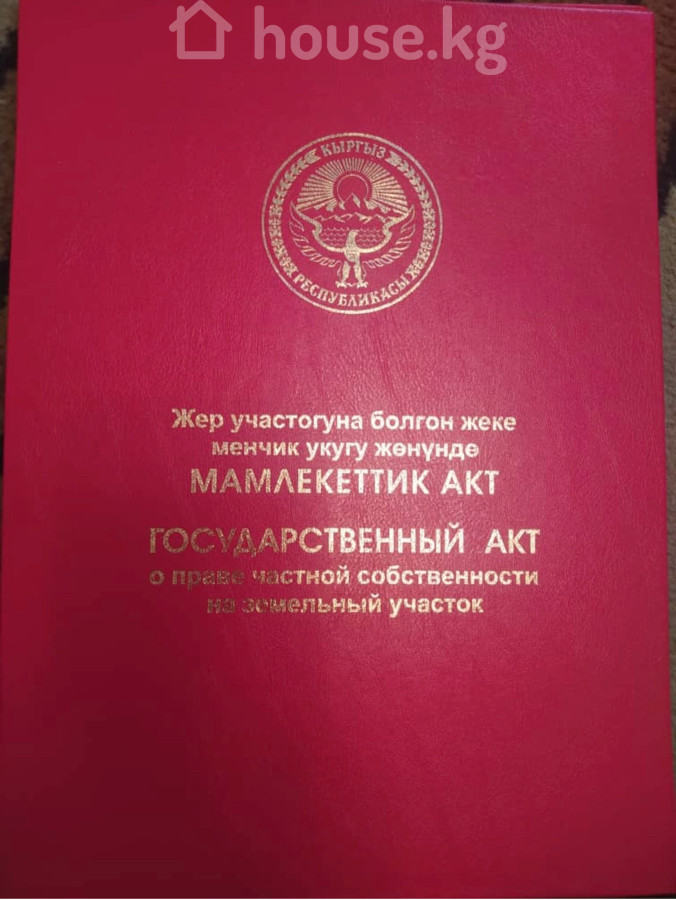 house.kg
КЫРГЫЗ
РЕСПУБЛИКАСЫ
Жер участогуна болгон жеке
менчик укугу жөнүндө
МАМЛЕКЕТТИК АКТ
ГОСУДАРСТВЕННЫЙ АКТ
о праве частной собственности
на земельный участок